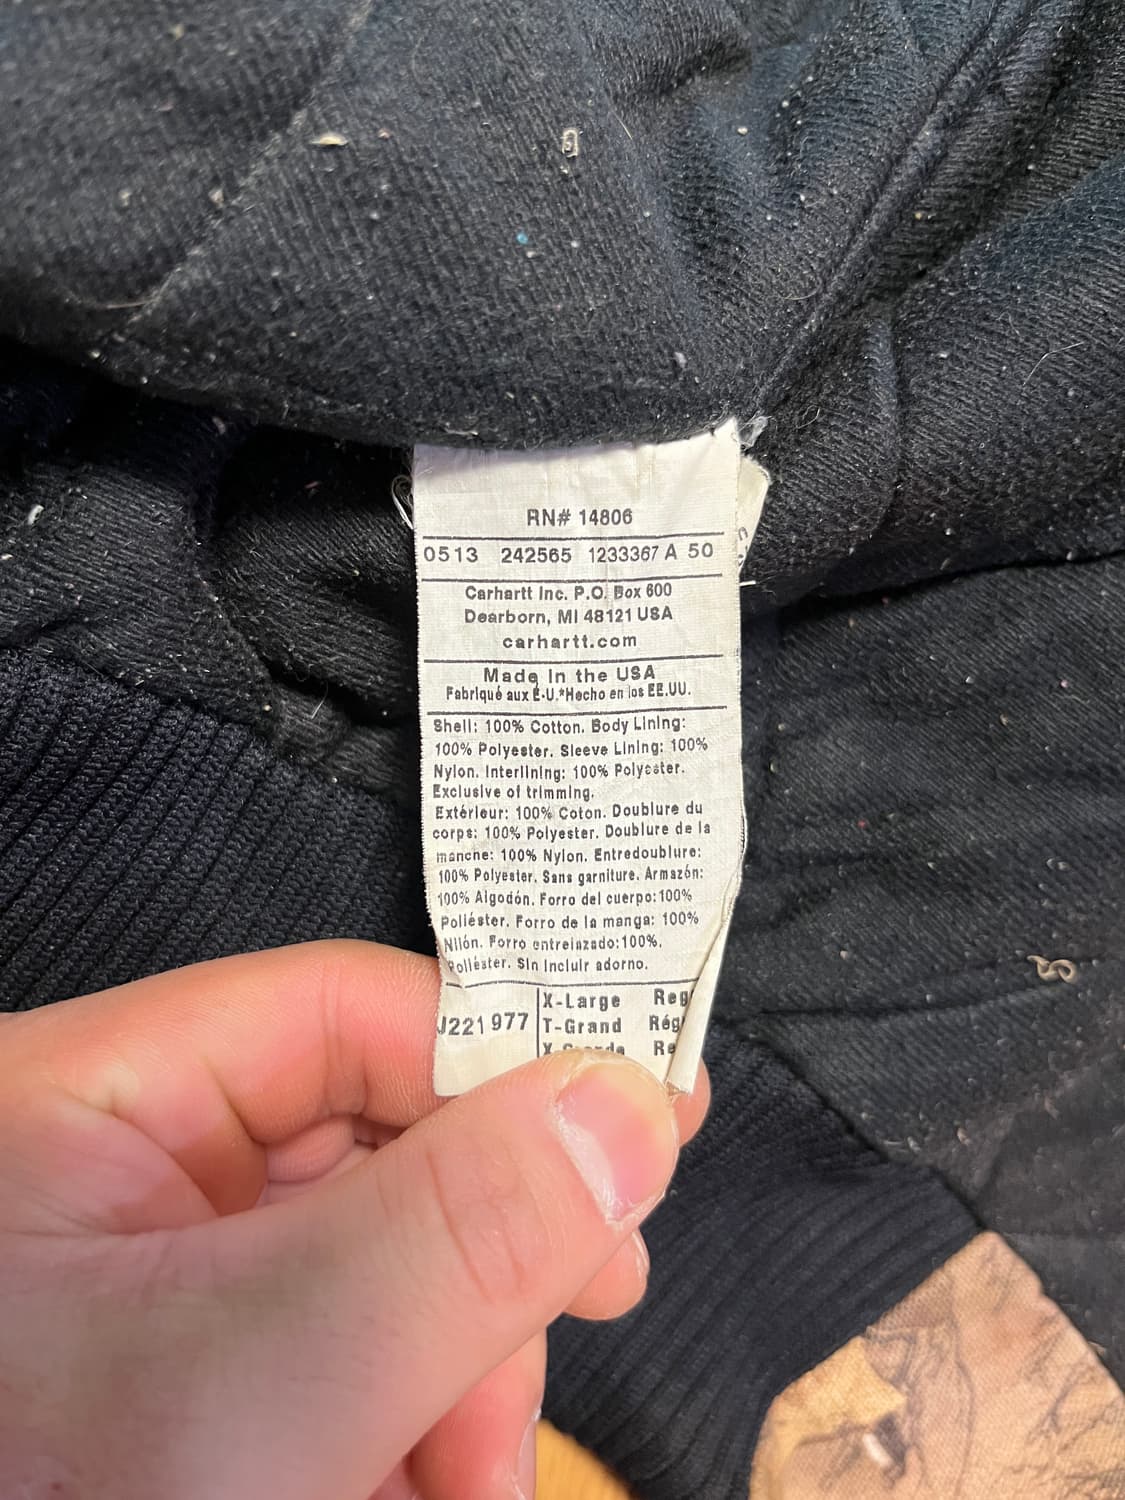 RN# 14806
0513 242565 1233367 A 50
Carhartt Inc. P.O. Box 600
Dearborn, MI 48121 USA
carhartt.com
Made In the USA
Fabriqué aux É-U.*Hecho en los EE.UU.
Shell: 100% Cotton. Body Lining:
100% Polyester. Sleeve Lining: 100%
Nylon. Interlining: 100% Polyester.
Exclusive of trimming.
Extérieur: 100% Coton. Doublure du
corps: 100% Polyester. Doublure de la
manche: 100% Nylon. Entredoublure:
100% Polyester. Sans garniture. Armazón:
100% Algodón. Forro del cuerpo:100%
Poliéster. Forro de la manga: 100%
Nilón. Forro entrelazado:100%.
Poliéster. Sin incluir adorno.
X-Large Reg
J221 977 T-Grand Rég
Re